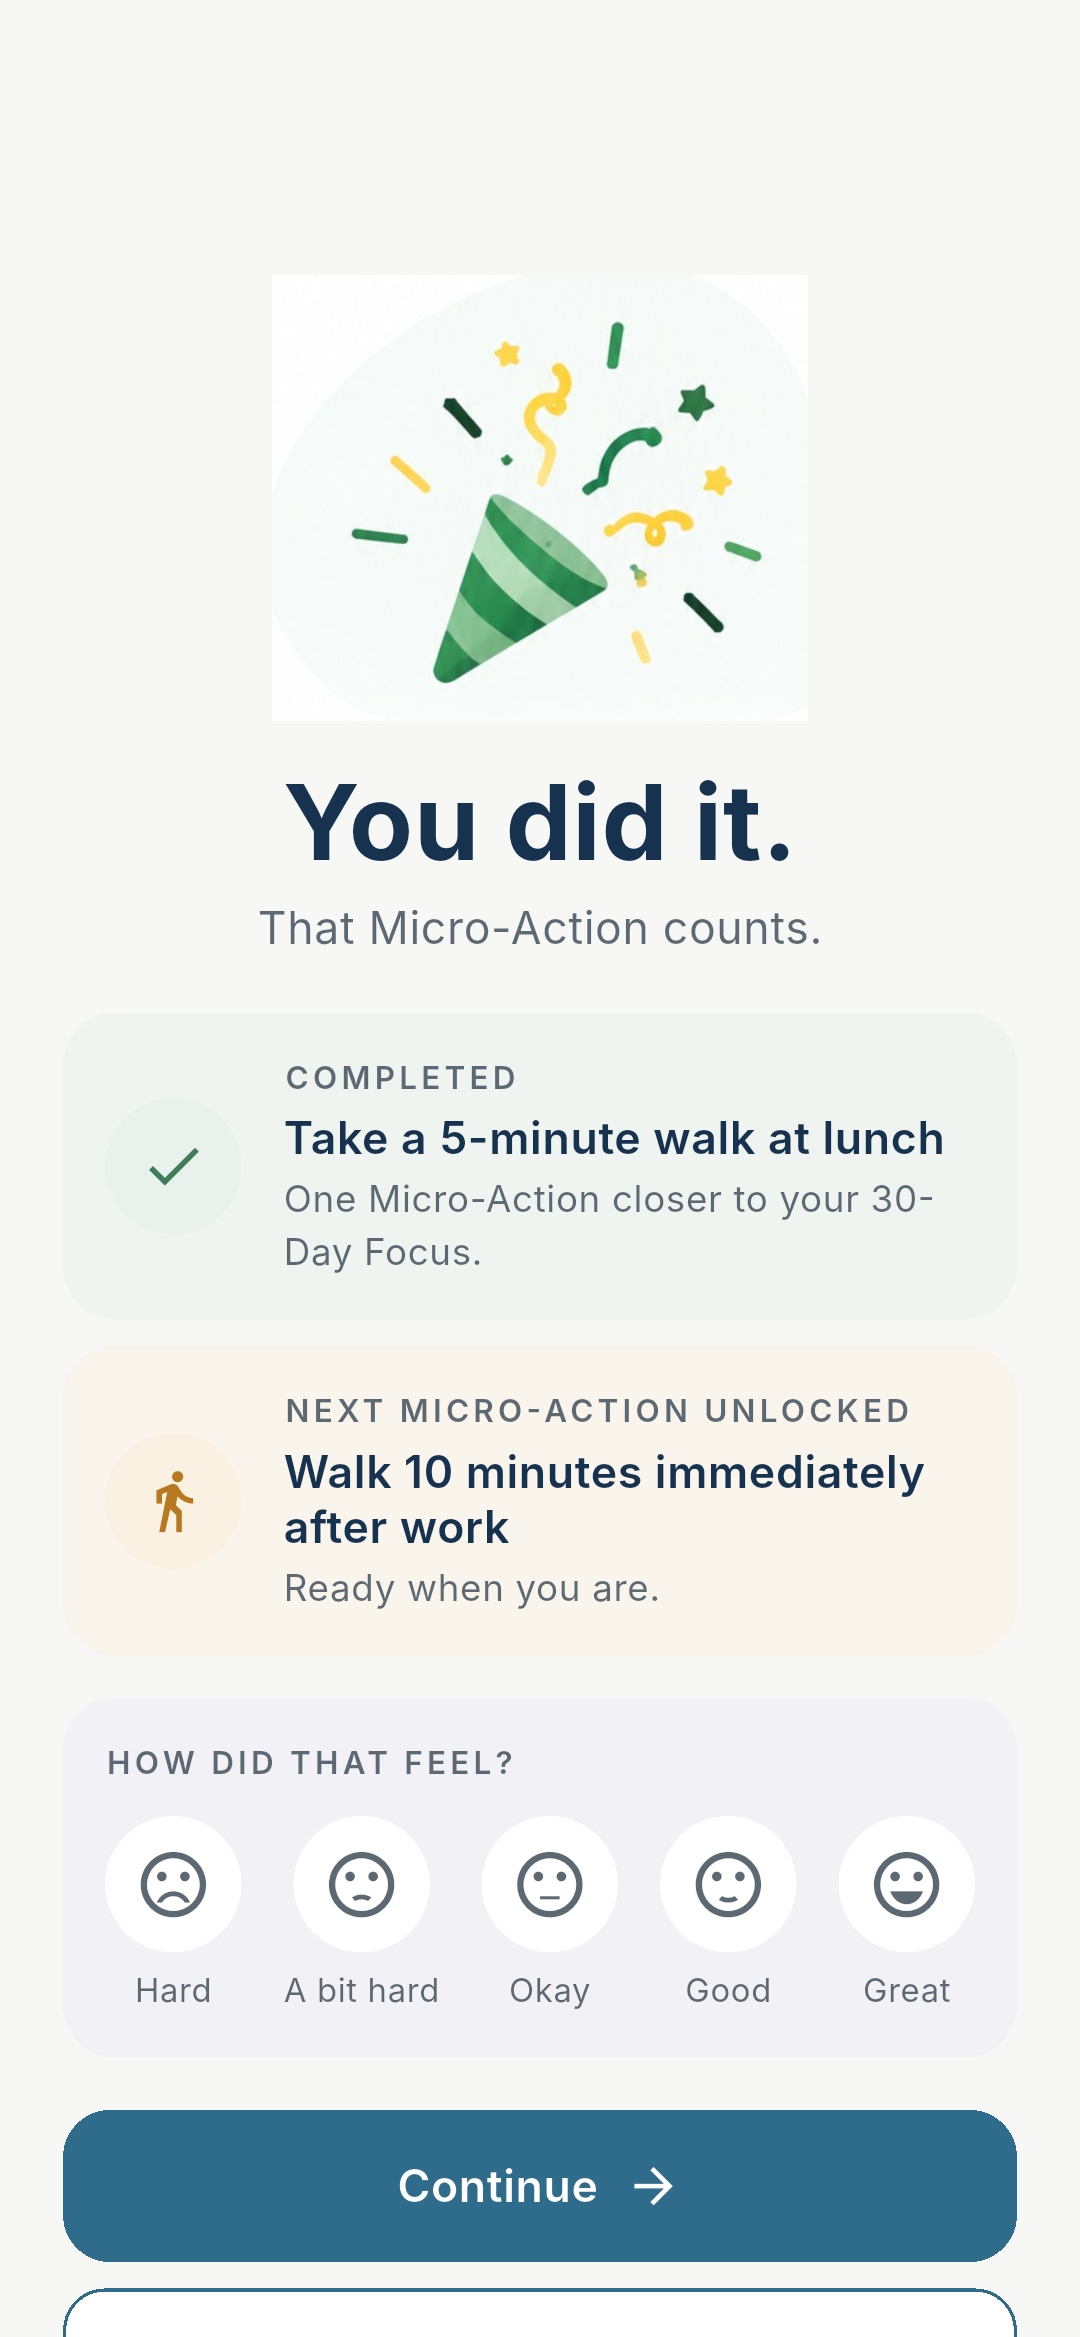 You did it.
That Micro-Action counts.
COMPLETED
Take a 5-minute walk at lunch
One Micro-Action closer to your 30-
Day Focus.
NEXT MICRO-ACTION UNLOCKED
Walk 10 minutes immediately
after work
Ready when you are.
HOW DID THAT FEEL?
Hard A bit hard Okay Good Great
Continue